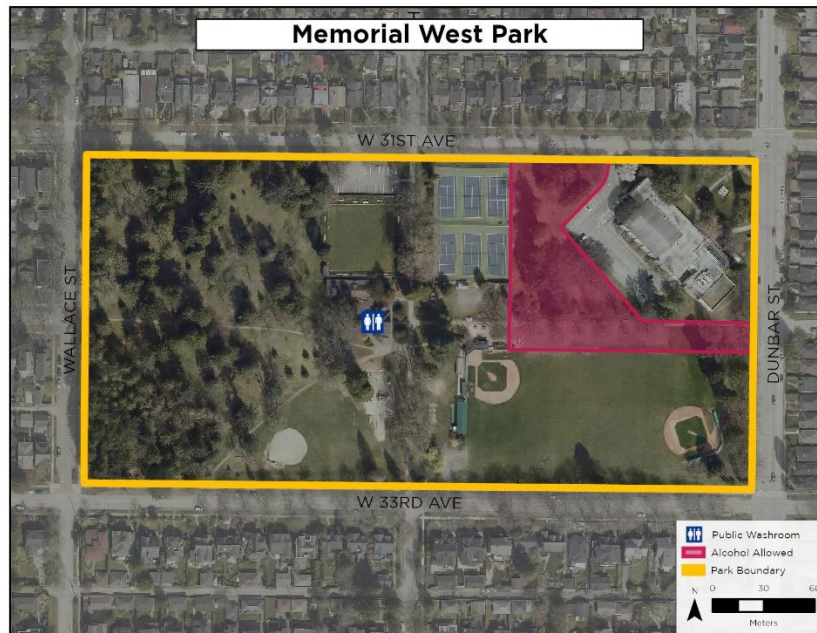 Memorial West Park
W 31ST AVE
WALLACE ST.
DUNBAR ST.
W 33RD AVE
Public Washroom
Alcohol Allowed
Park Boundary
N
0 30 60
Meters